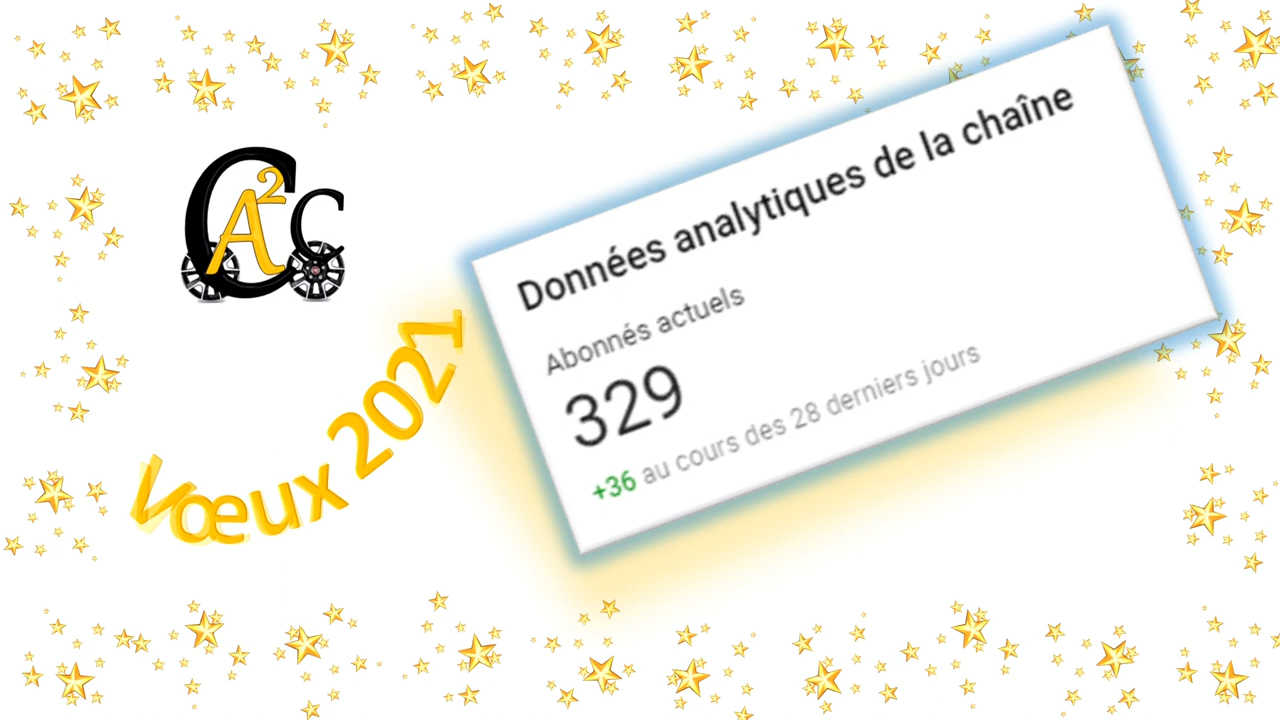 CA²C
Vœux 2021
Données analytiques de la chaîne
Abonnés actuels
329
+36 au cours des 28 derniers jours